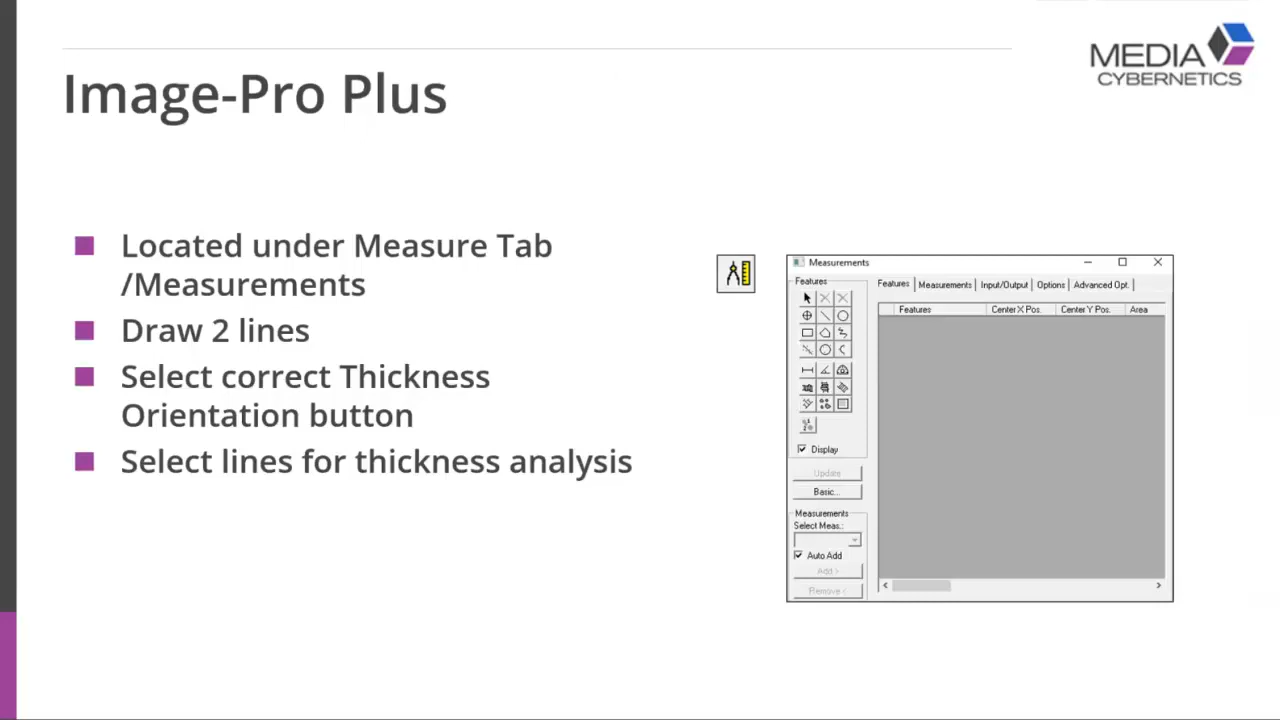 MEDIA
CYBERNETICS
Image-Pro Plus
Located under Measure Tab
/Measurements
Draw 2 lines
Select correct Thickness
Orientation button
Select lines for thickness analysis
Measurements
Features
Features Measurements Input/Output Options Advanced Opt.
Features Center X Pos. Center Y Pos. Area
Display
Update
Basic...
Measurements
Select Meas.:
Auto Add
Add >
Remove <